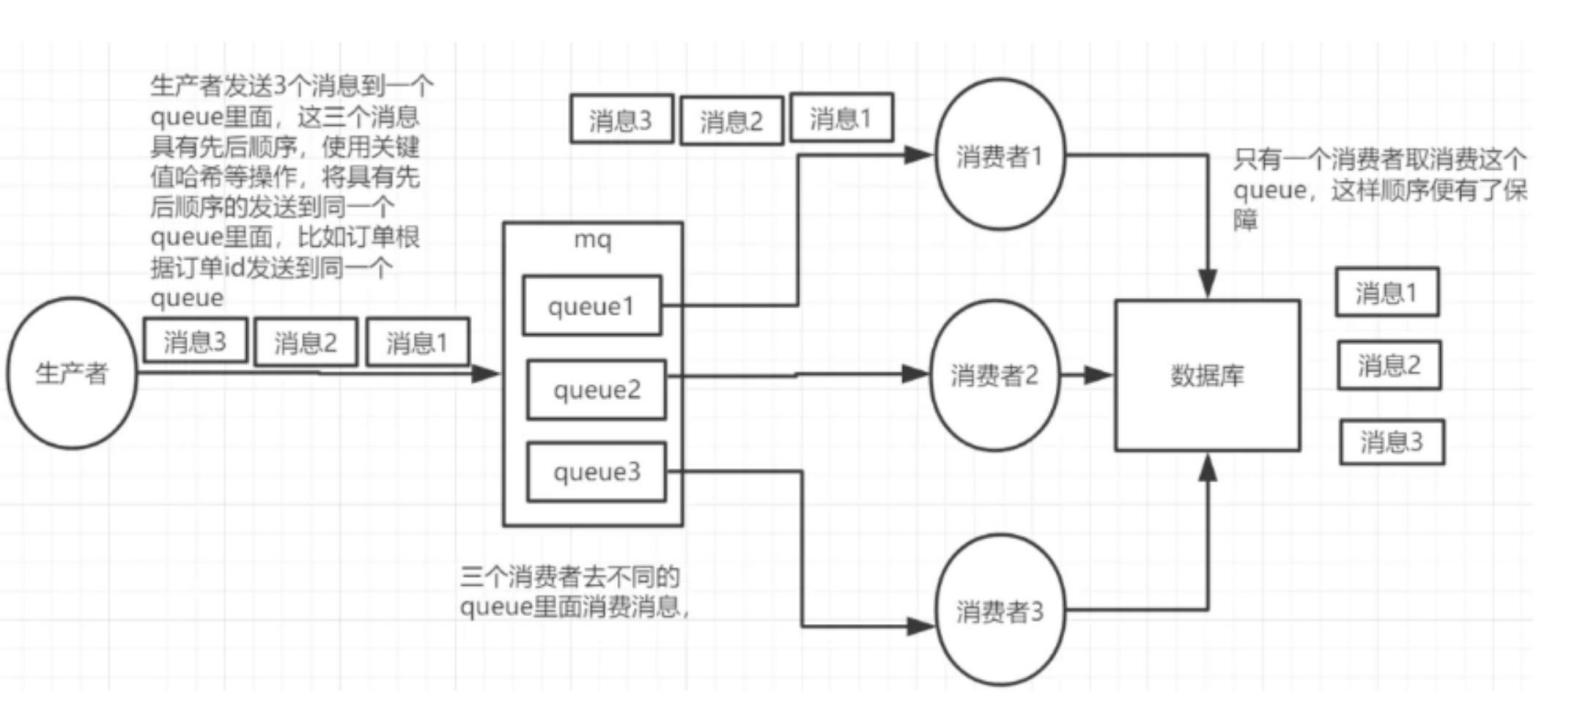 生产者发送3个消息到一个
queue里面，这三个消息
具有先后顺序，使用关键
值哈希等操作，将具有先
后顺序的发送到同一个
queue里面，比如订单根
据订单id发送到同一个
queue
生产者
消息3
消息2
消息1
mq
queue1
queue2
queue3
三个消费者去不同的
queue里面消费消息，
消息3
消息2
消息1
消费者1
消费者2
消费者3
只有一个消费者取消费这个
queue，这样顺序便有了保
障
数据库
消息1
消息2
消息3